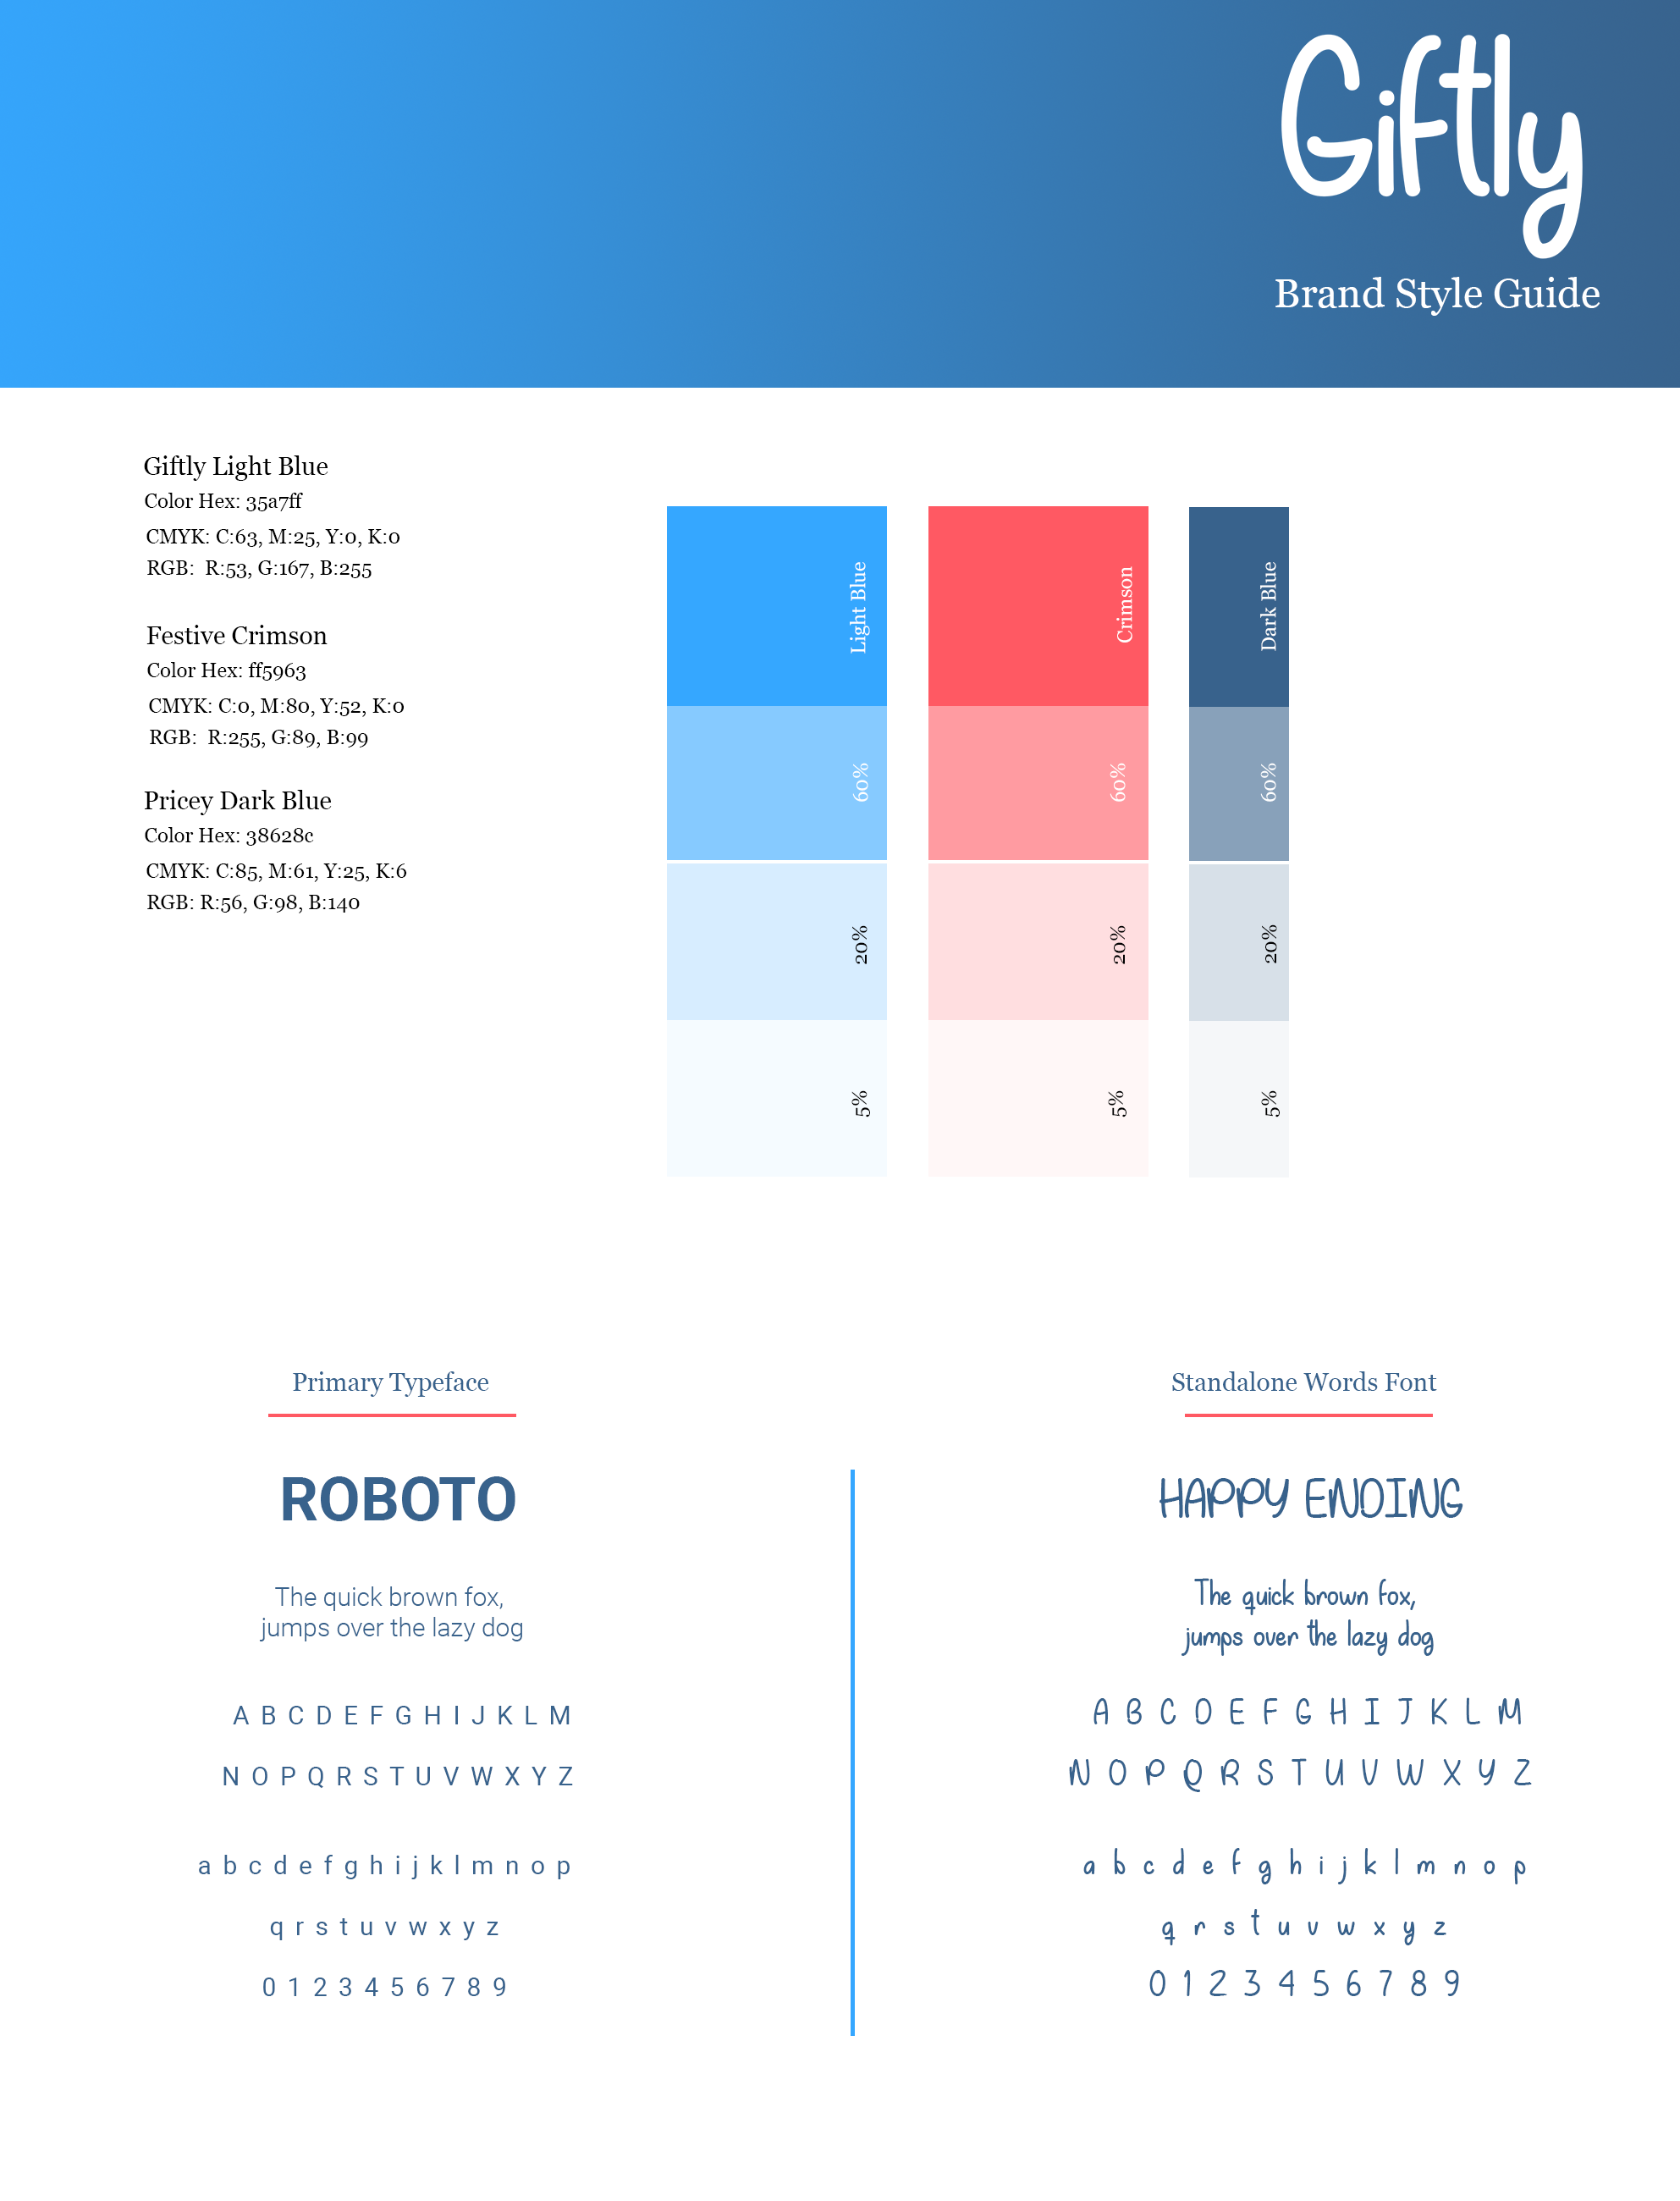 Giftly
Brand Style Guide
Giftly Light Blue
Color Hex: 35a7ff
CMYK: C:63, M:25, Y:0, K:0
RGB:  R:53, G:167, B:255
Festive Crimson
Color Hex: ff5963
CMYK: C:0, M:80, Y:52, K:0
RGB:  R:255, G:89, B:99
Pricey Dark Blue
Color Hex: 38628c
CMYK: C:85, M:61, Y:25, K:6
RGB: R:56, G:98, B:140
Light Blue
60%
20%
5%
Crimson
60%
20%
5%
Dark Blue
60%
20%
5%
Primary Typeface
ROBOTO
The quick brown fox,
jumps over the lazy dog
A B C D E F G H I J K L M
N O P Q R S T U V W X Y Z
a b c d e f g h i j k l m n o p
q r s t u v w x y z
0 1 2 3 4 5 6 7 8 9
Standalone Words Font
HAPPY ENDING
The quick brown fox,
jumps over the lazy dog
A B C D E F G H I J K L M
N O P Q R S T U V W X Y Z
a b c d e f g h i j k l m n o p
q r s t u v w x y z
0 1 2 3 4 5 6 7 8 9